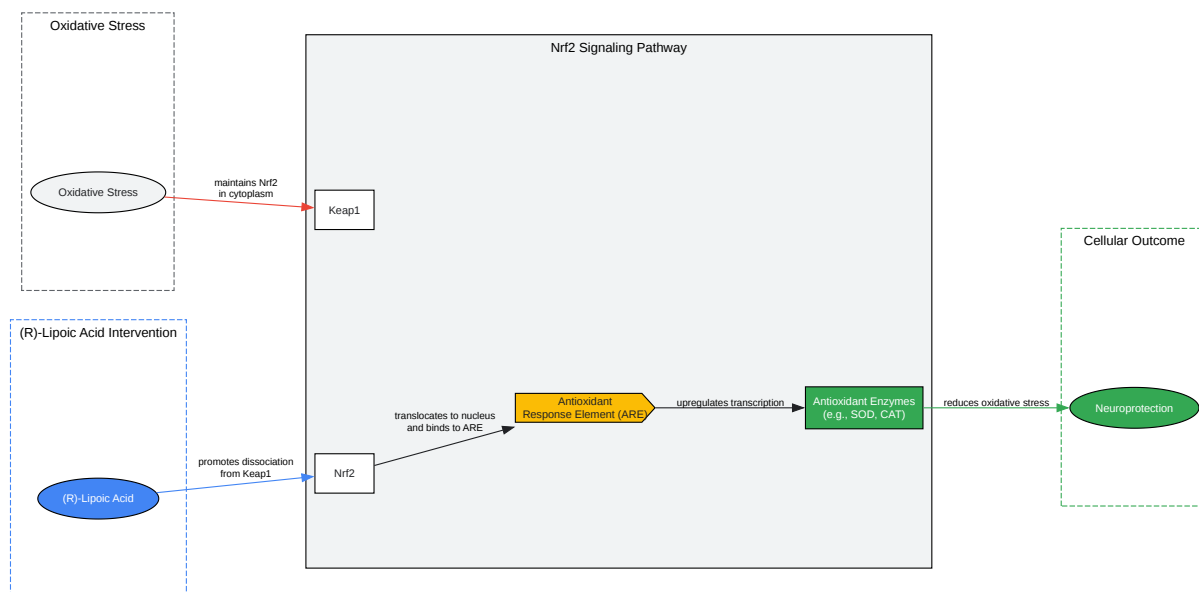 Oxidative Stress
Nrf2 Signaling Pathway
Oxidative Stress
maintains Nrf2
in cytoplasm
Keap1
Cellular Outcome
(R)-Lipoic Acid Intervention
translocates to nucleus
and binds to ARE
Antioxidant
Response Element (ARE)
upregulates transcription
Antioxidant Enzymes
(e.g., SOD, CAT)
reduces oxidative stress
Neuroprotection
promotes dissociation
from Keap1
Nrf2
(R)-Lipoic Acid